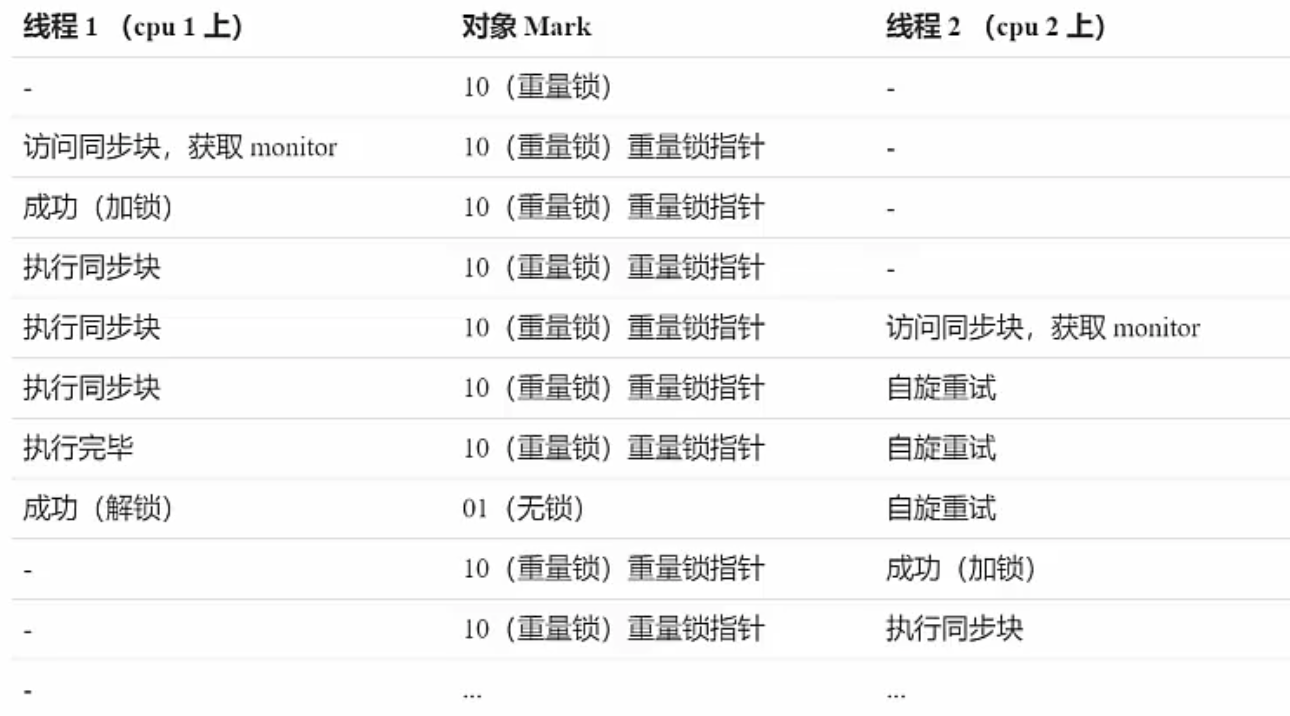 线程 1 （cpu 1 上） 对象 Mark 线程 2 （cpu 2 上）
- 10（重量锁） -
访问同步块，获取 monitor 10（重量锁）重量锁指针 -
成功（加锁） 10（重量锁）重量锁指针 -
执行同步块 10（重量锁）重量锁指针 -
执行同步块 10（重量锁）重量锁指针 访问同步块，获取 monitor
执行同步块 10（重量锁）重量锁指针 自旋重试
执行完毕 10（重量锁）重量锁指针 自旋重试
成功（解锁） 01（无锁） 自旋重试
- 10（重量锁）重量锁指针 成功（加锁）
- 10（重量锁）重量锁指针 执行同步块
- ... ...